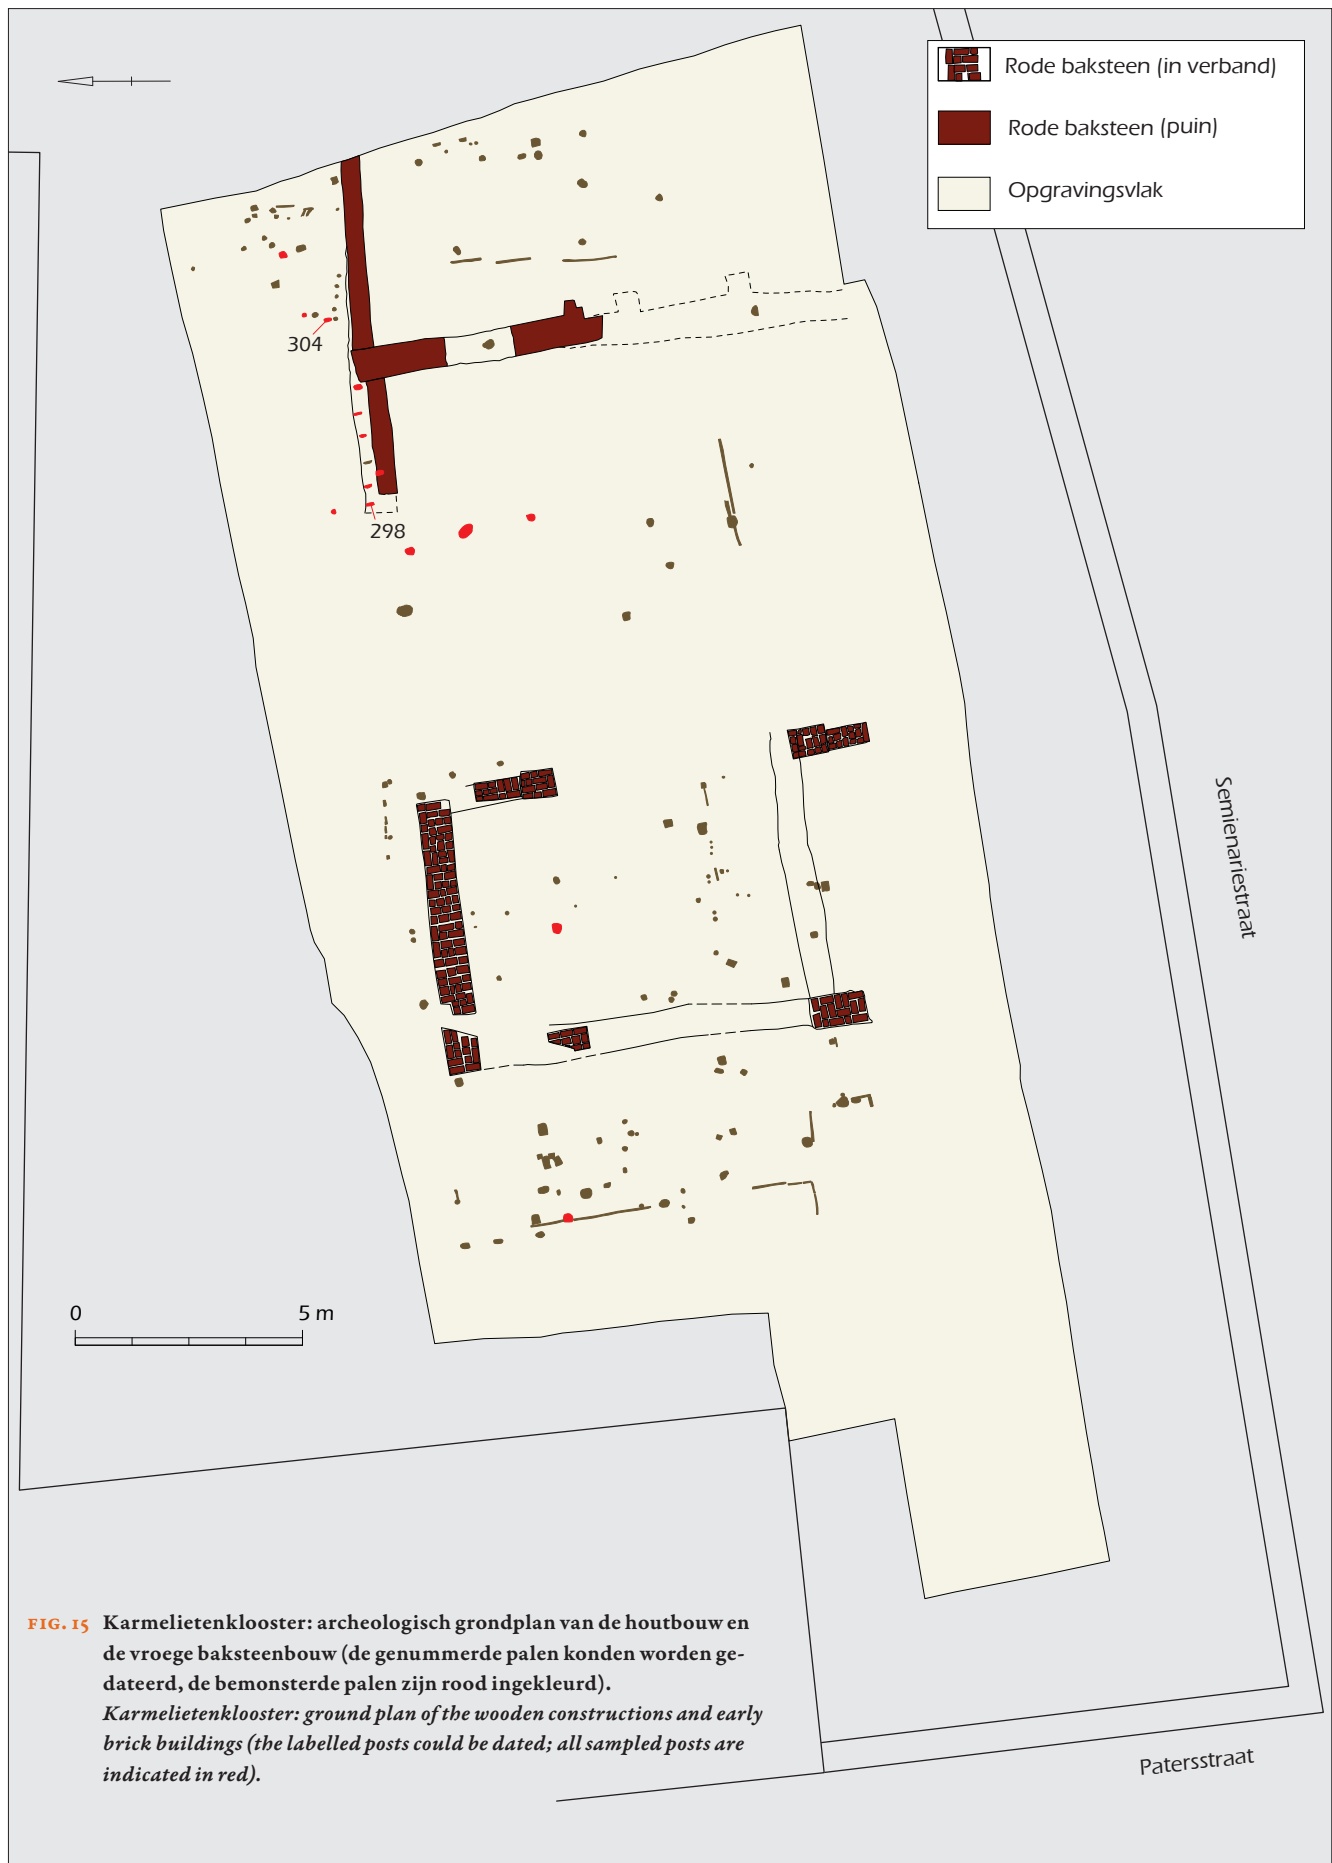 Rode baksteen (in verband)
Rode baksteen (puin)
Opgravingsvlak
304
298
Semienariestraat
0 5 m
FIG. 15 Karmelietenklooster: archeologisch grondplan van de houtbouw en
de vroege baksteenbouw (de genummerde palen konden worden ge-
dateerd, de bemonsterde palen zijn rood ingekleurd).
Karmelietenklooster: ground plan of the wooden constructions and early
brick buildings (the labelled posts could be dated; all sampled posts are
indicated in red).
Patersstraat